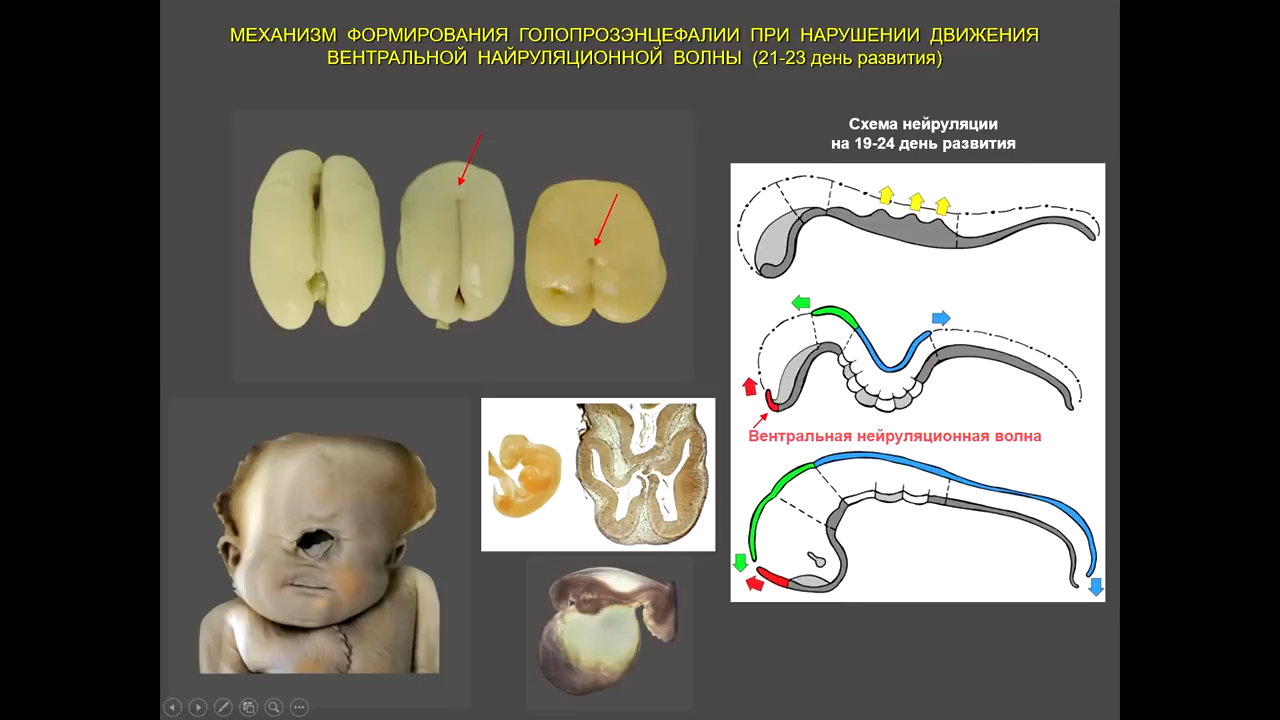 МЕХАНИЗМ ФОРМИРОВАНИЯ ГОЛОПРОЗЭНЦЕФАЛИИ ПРИ НАРУШЕНИИ ДВИЖЕНИЯ
ВЕНТРАЛЬНОЙ НАЙРУЛЯЦИОННОЙ ВОЛНЫ (21-23 день развития)
Схема нейруляции
на 19-24 день развития
Вентральная нейруляционная волна